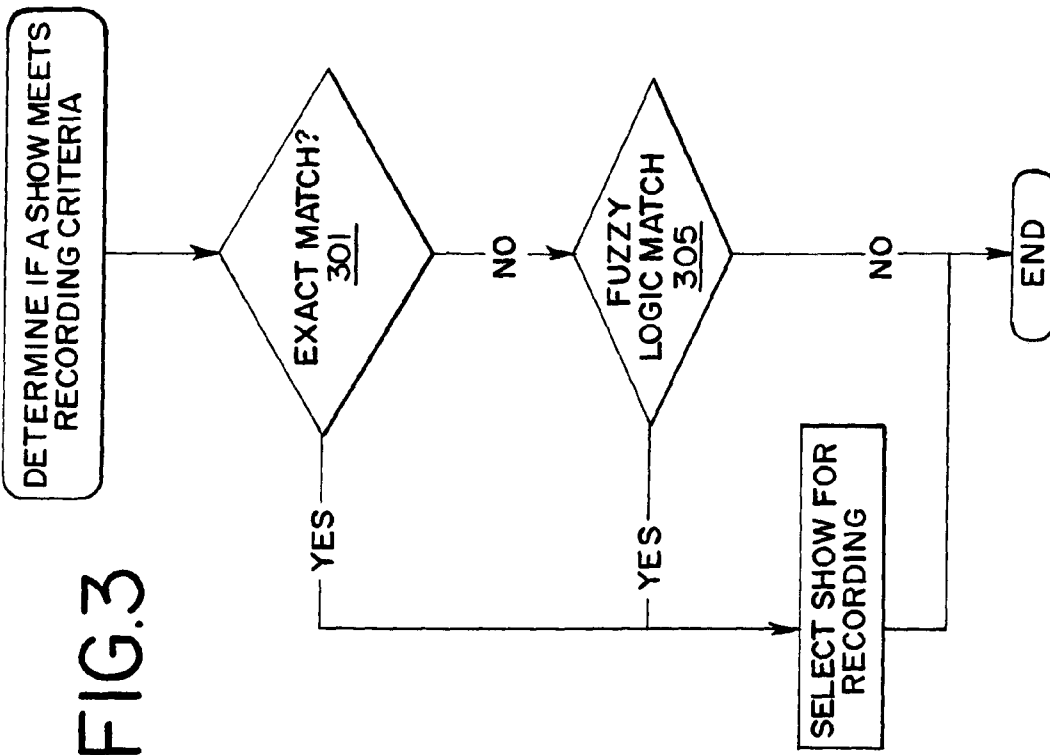 FIG.3
DETERMINE IF A SHOW MEETS
RECORDING CRITERIA
EXACT MATCH?
301
YES
NO
FUZZY
LOGIC MATCH
305
YES
NO
SELECT SHOW FOR
RECORDING
END